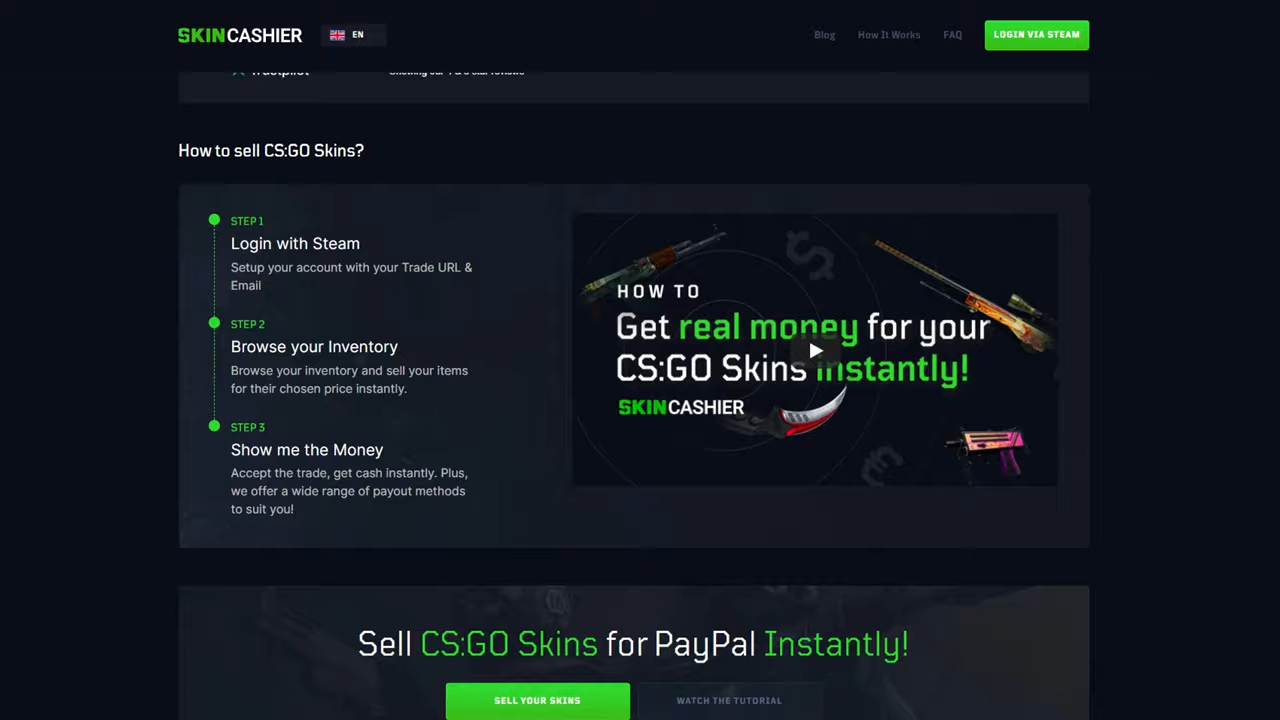 SKINCASHIER
EN
Blog
How It Works
FAQ
LOGIN VIA STEAM
Trustpilot
How to sell CS:GO Skins?
STEP 1
Login with Steam
Setup your account with your Trade URL &
Email
STEP 2
Browse your Inventory
Browse your inventory and sell your items
for their chosen price instantly.
STEP 3
Show me the Money
Accept the trade, get cash instantly. Plus,
we offer a wide range of payout methods
to suit you!
HOW TO
Get real money for your
CS:GO Skins instantly!
SKINCASHIER
Sell CS:GO Skins for PayPal Instantly!
SELL YOUR SKINS
WATCH THE TUTORIAL